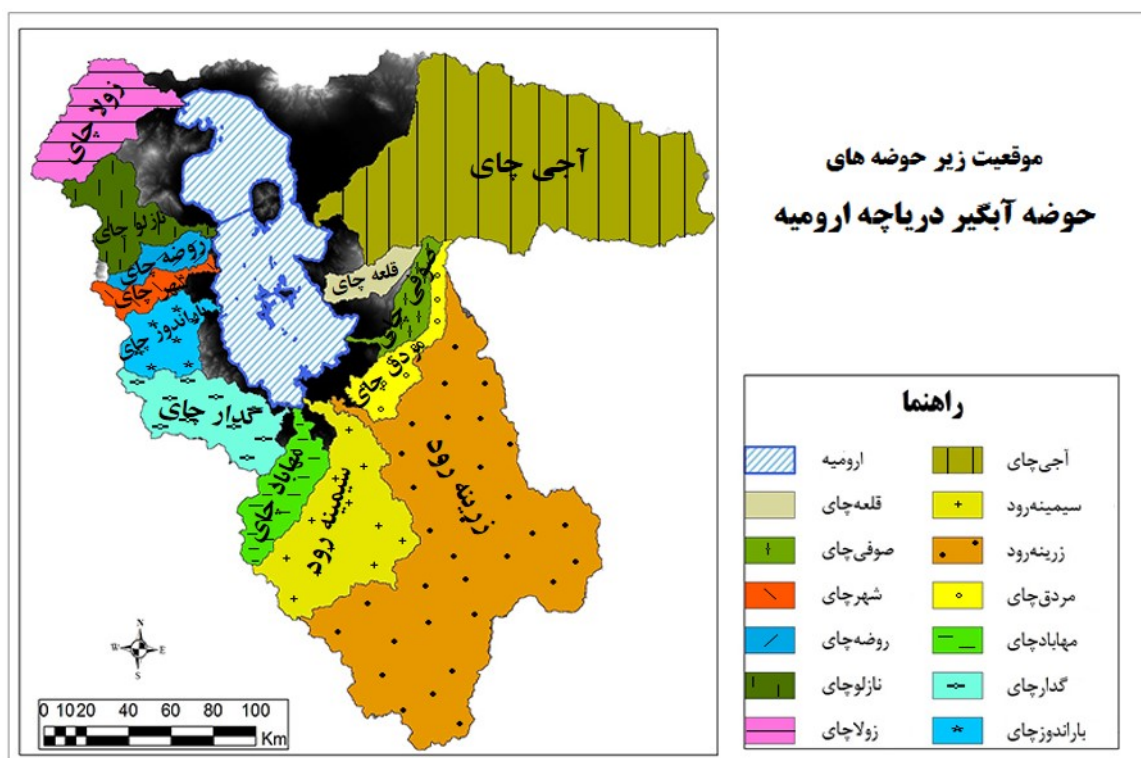 موقعیت زیر حوضه های
حوضه آبگیر دریاچه ارومیه
زولا چای
آجی چای
نازلو چای
روضه چای
شهر چای
باراندوز چای
گدار چای
مهاباد چای
سیمینه رود
زرینه رود
مردق چای
صوفی چای
قلعه چای
راهنما
آجی‌چای
ارومیه
سیمینه‌رود
قلعه‌چای
زرینه‌رود
صوفی‌چای
مردق‌چای
شهرچای
مهابادچای
روضه‌چای
گدارچای
نازلوچای
باراندوزچای
زولاچای
N
W E
S
0 10 20 40 60 80 100
Km